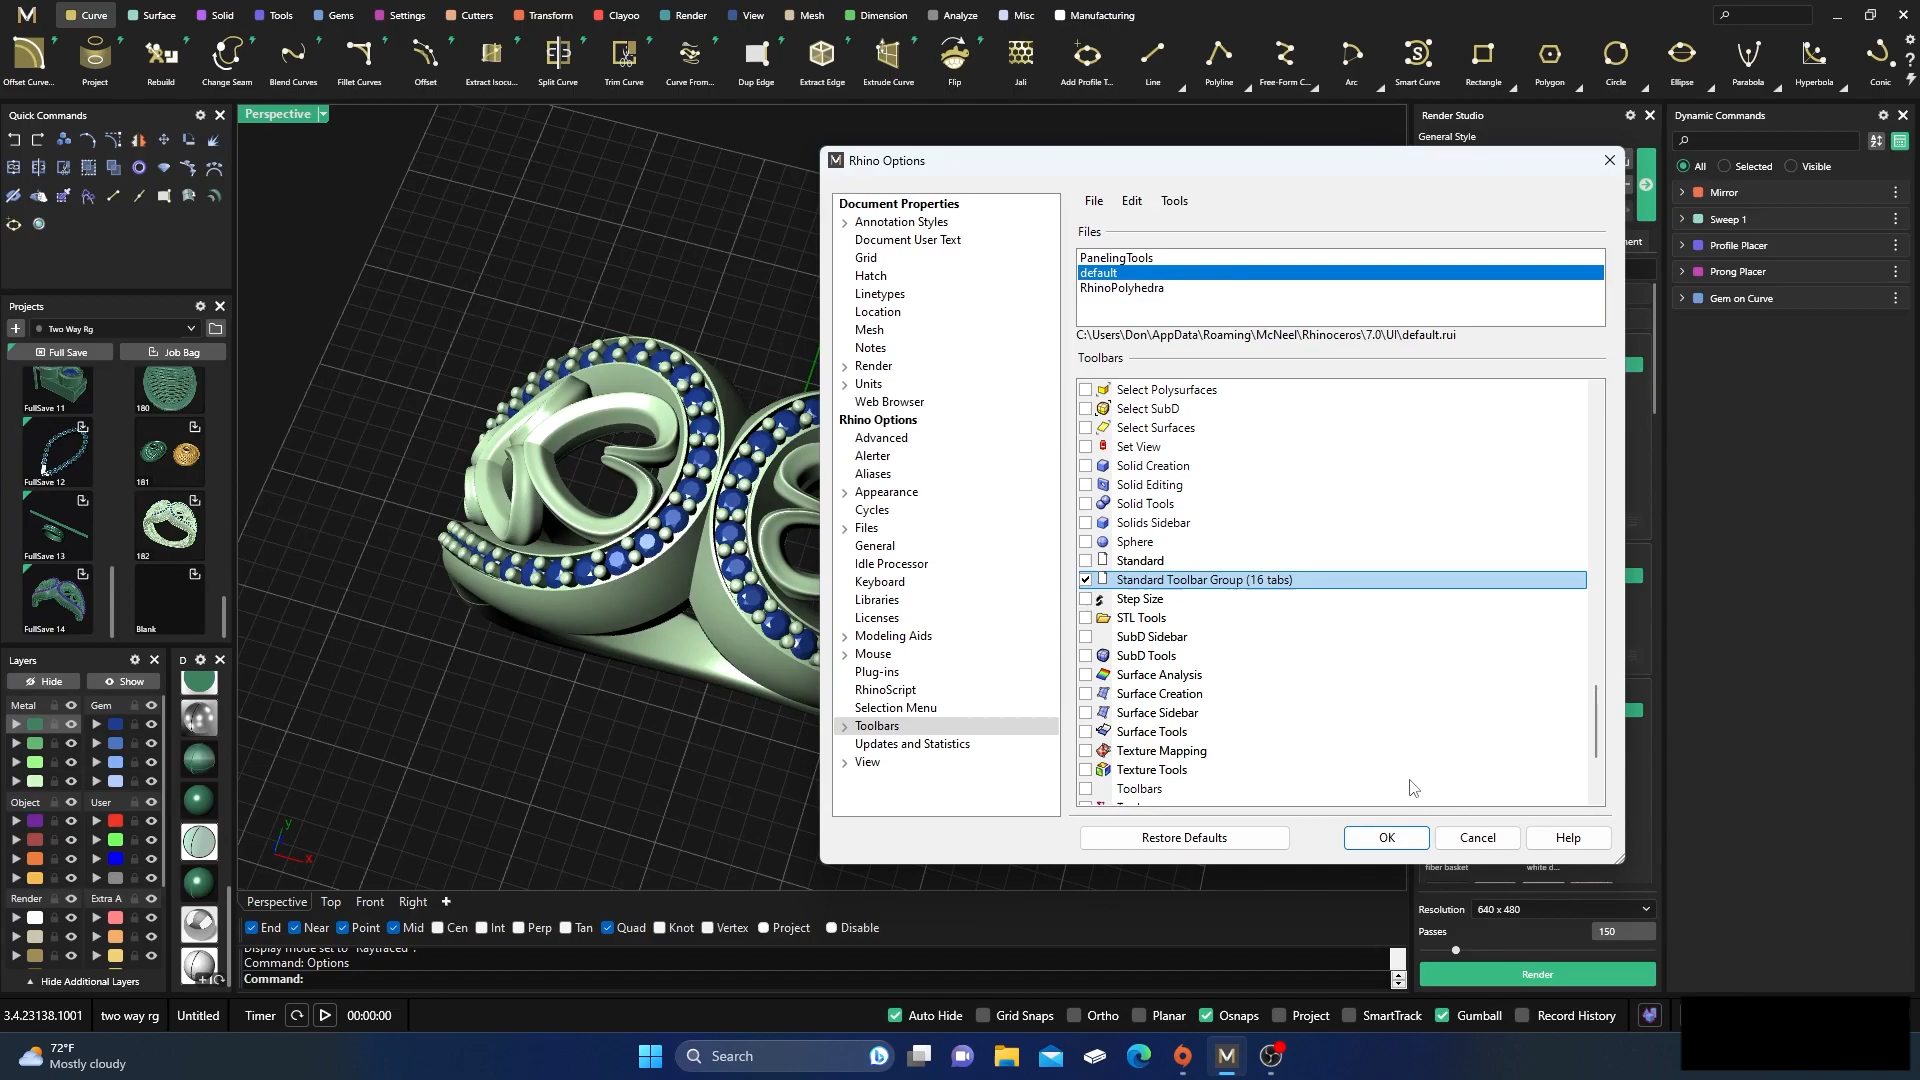 Curve Surface Solid Tools Gems Settings Cutters Transform Clayoo Render View Mesh Dimension Analyze Misc Manufacturing
Offset Curve... Project Rebuild Change Seam Blend Curves Fillet Curves Offset Extract Isocu... Split Curve Trim Curve Curve From... Dup Edge Extract Edge Extrude Curve Flip Jali Add Profile T... Line Polyline Free-Form C... Arc Smart Curve Rectangle Polygon Circle Ellipse Parabola Hyperbola Conic
Quick Commands
Projects
Two Way Rg
Full Save Job Bag
FullSave 11 180
FullSave 12 181
FullSave 13 182
FullSave 14 Blank
Layers D
Hide Show
Metal Gem
Object User
Render Extra A
Hide Additional Layers
Perspective
y
x
Rhino Options
Document Properties
Annotation Styles
Document User Text
Grid
Hatch
Linetypes
Location
Mesh
Notes
Render
Units
Web Browser
Rhino Options
Advanced
Alerter
Aliases
Appearance
Cycles
Files
General
Idle Processor
Keyboard
Libraries
Licenses
Modeling Aids
Mouse
Plug-ins
RhinoScript
Selection Menu
Toolbars
Updates and Statistics
View
File Edit Tools
Files
PanelingTools
default
RhinoPolyhedra
C:\Users\Don\AppData\Roaming\McNeel\Rhinoceros\7.0\UI\default.rui
Toolbars
Select Polysurfaces
Select SubD
Select Surfaces
Set View
Solid Creation
Solid Editing
Solid Tools
Solids Sidebar
Sphere
Standard
Standard Toolbar Group (16 tabs)
Step Size
STL Tools
SubD Sidebar
SubD Tools
Surface Analysis
Surface Creation
Surface Sidebar
Surface Tools
Texture Mapping
Texture Tools
Toolbars
Restore Defaults OK Cancel Help
Render Studio
General Style
ent
fiber basket white d...
Resolution 640 x 480
Passes 150
Render
Dynamic Commands
All Selected Visible
Mirror
Sweep 1
Profile Placer
Prong Placer
Gem on Curve
Perspective Top Front Right
End Near Point Mid Cen Int Perp Tan Quad Knot Vertex Project Disable
Display mode set to "Raytraced".
Command: Options
Command:
3.4.23138.1001 two way rg Untitled Timer 00:00:00 Auto Hide Grid Snaps Ortho Planar Osnaps Project SmartTrack Gumball Record History
72°F
Mostly cloudy
Search